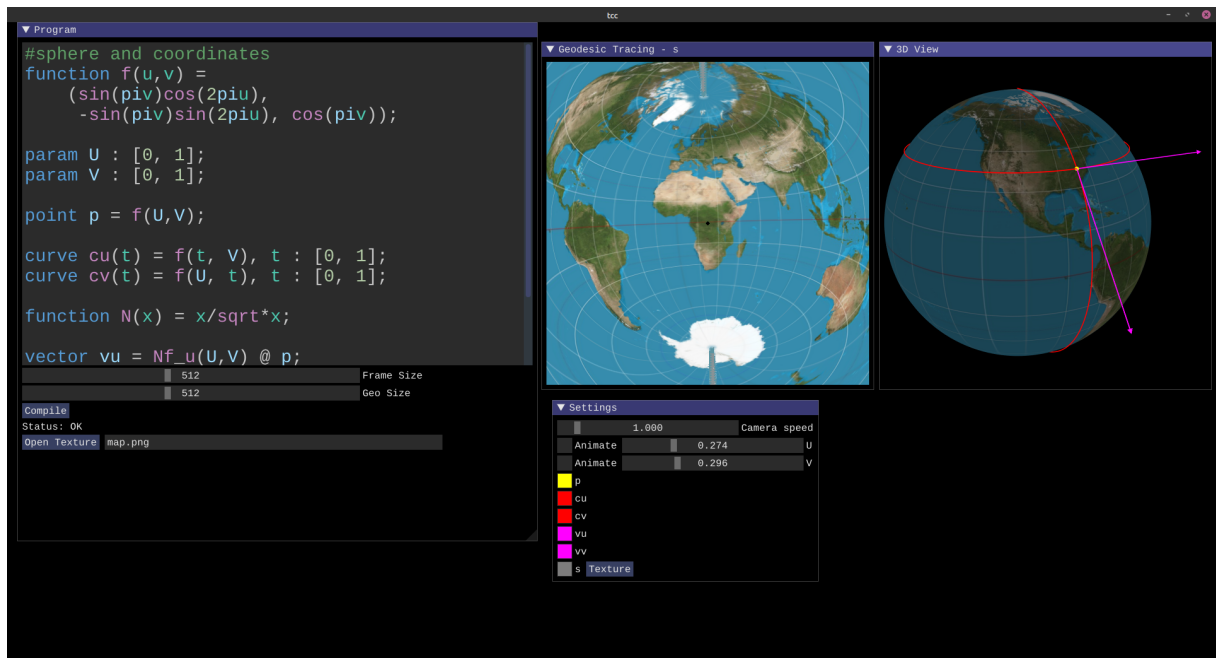 tcc
▼ Program
#sphere and coordinates
function f(u,v) =
    (sin(piv)cos(2piu),
     -sin(piv)sin(2piu), cos(piv));
param U : [0, 1];
param V : [0, 1];
point p = f(U,V);
curve cu(t) = f(t, V), t : [0, 1];
curve cv(t) = f(U, t), t : [0, 1];
function N(x) = x/sqrt*x;
vector vu = Nf_u(U,V) @ p;
512 Frame Size
512 Geo Size
Compile
Status: OK
Open Texture map.png
▼ Geodesic Tracing - s
▼ 3D View
▼ Settings
1.000 Camera speed
Animate 0.274 U
Animate 0.296 V
p
cu
cv
vu
vv
s Texture